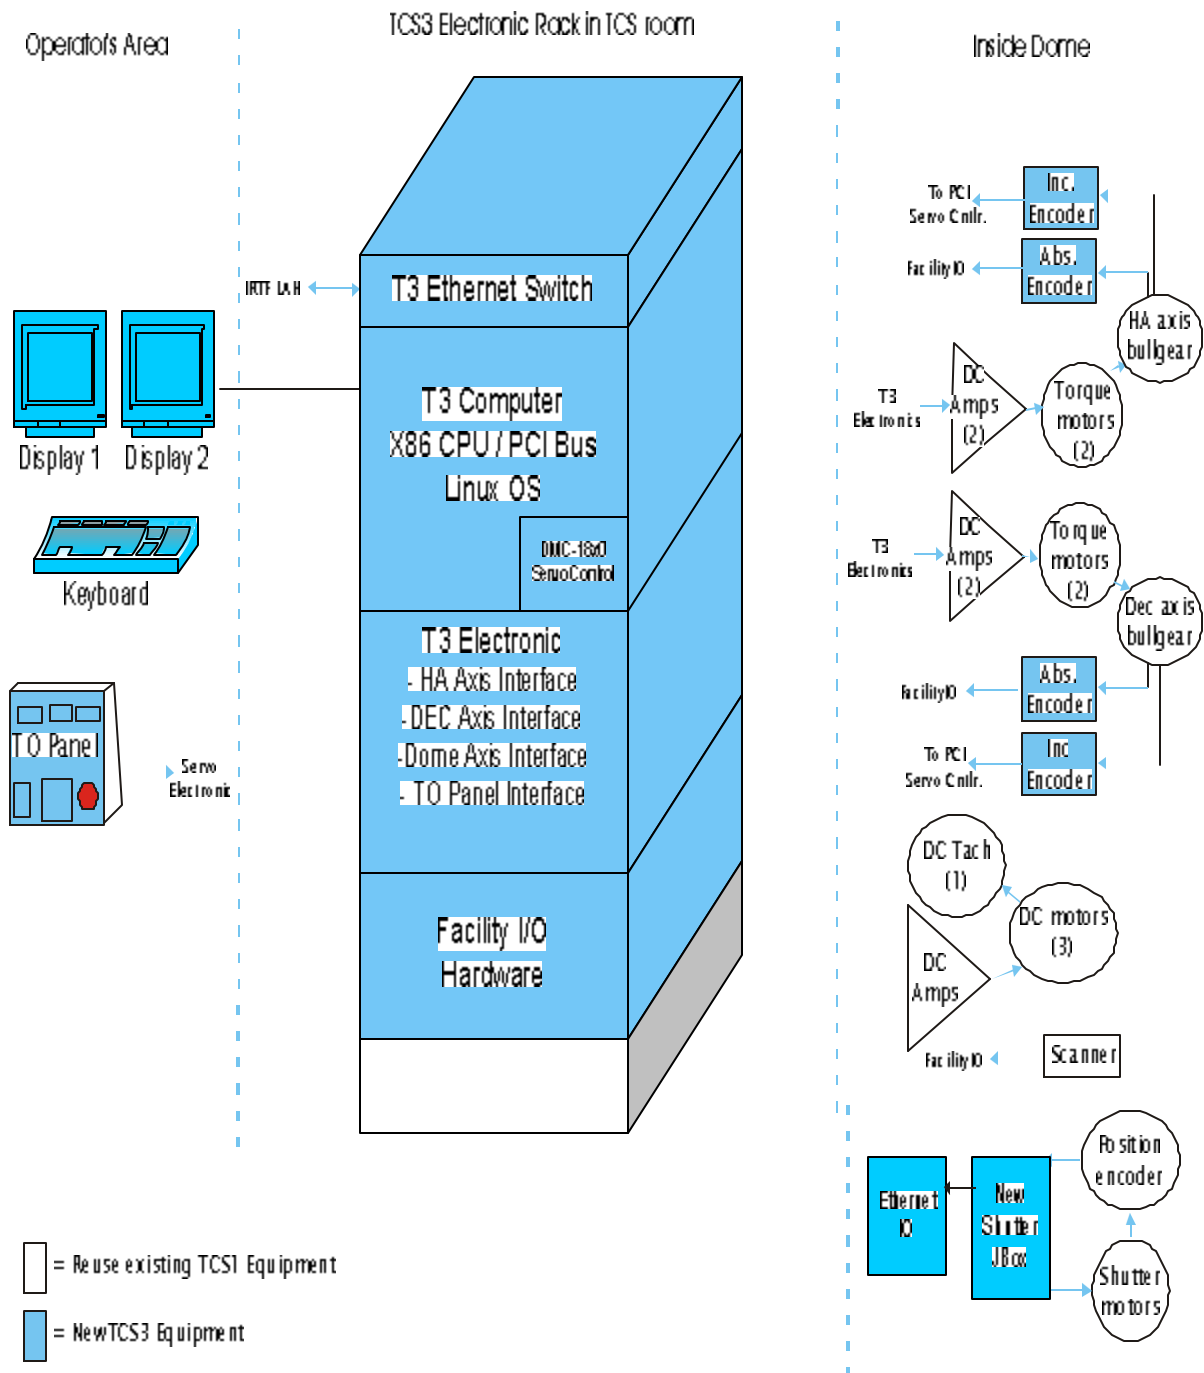 Operator's Area
TCS3 Electronic Rack in TCS room
Inside Dome
T3 Ethernet Switch
IRTF LAN
T3 Computer
X86 CPU / PCI Bus
Linux OS
DMC-18x0
Servo Control
T3 Electronic
- HA Axis Interface
- DEC Axis Interface
-Dome Axis Interface
- TO Panel Interface
Facility I/O
Hardware
Display 1
Display 2
Keyboard
TO Panel
Servo
Electronic
= Reuse existing TCS1 Equipment
= New TCS3 Equipment
To PCI
Servo Cntlr.
Inc.
Encoder
Facility IO
Abs.
Encoder
HA axis
bullgear
T3
Electronics
DC
Amps
(2)
Torque
motors
(2)
T3
Electronics
DC
Amps
(2)
Torque
motors
(2)
Dec axis
bullgear
Facility IO
Abs.
Encoder
To PCI
Servo Cntlr.
Inc
Encoder
DC Tach
(1)
DC motors
(3)
DC
Amps
Facility IO
Scanner
Position
encoder
Ethernet
IO
New
Shutter
JBox
Shutter
motors